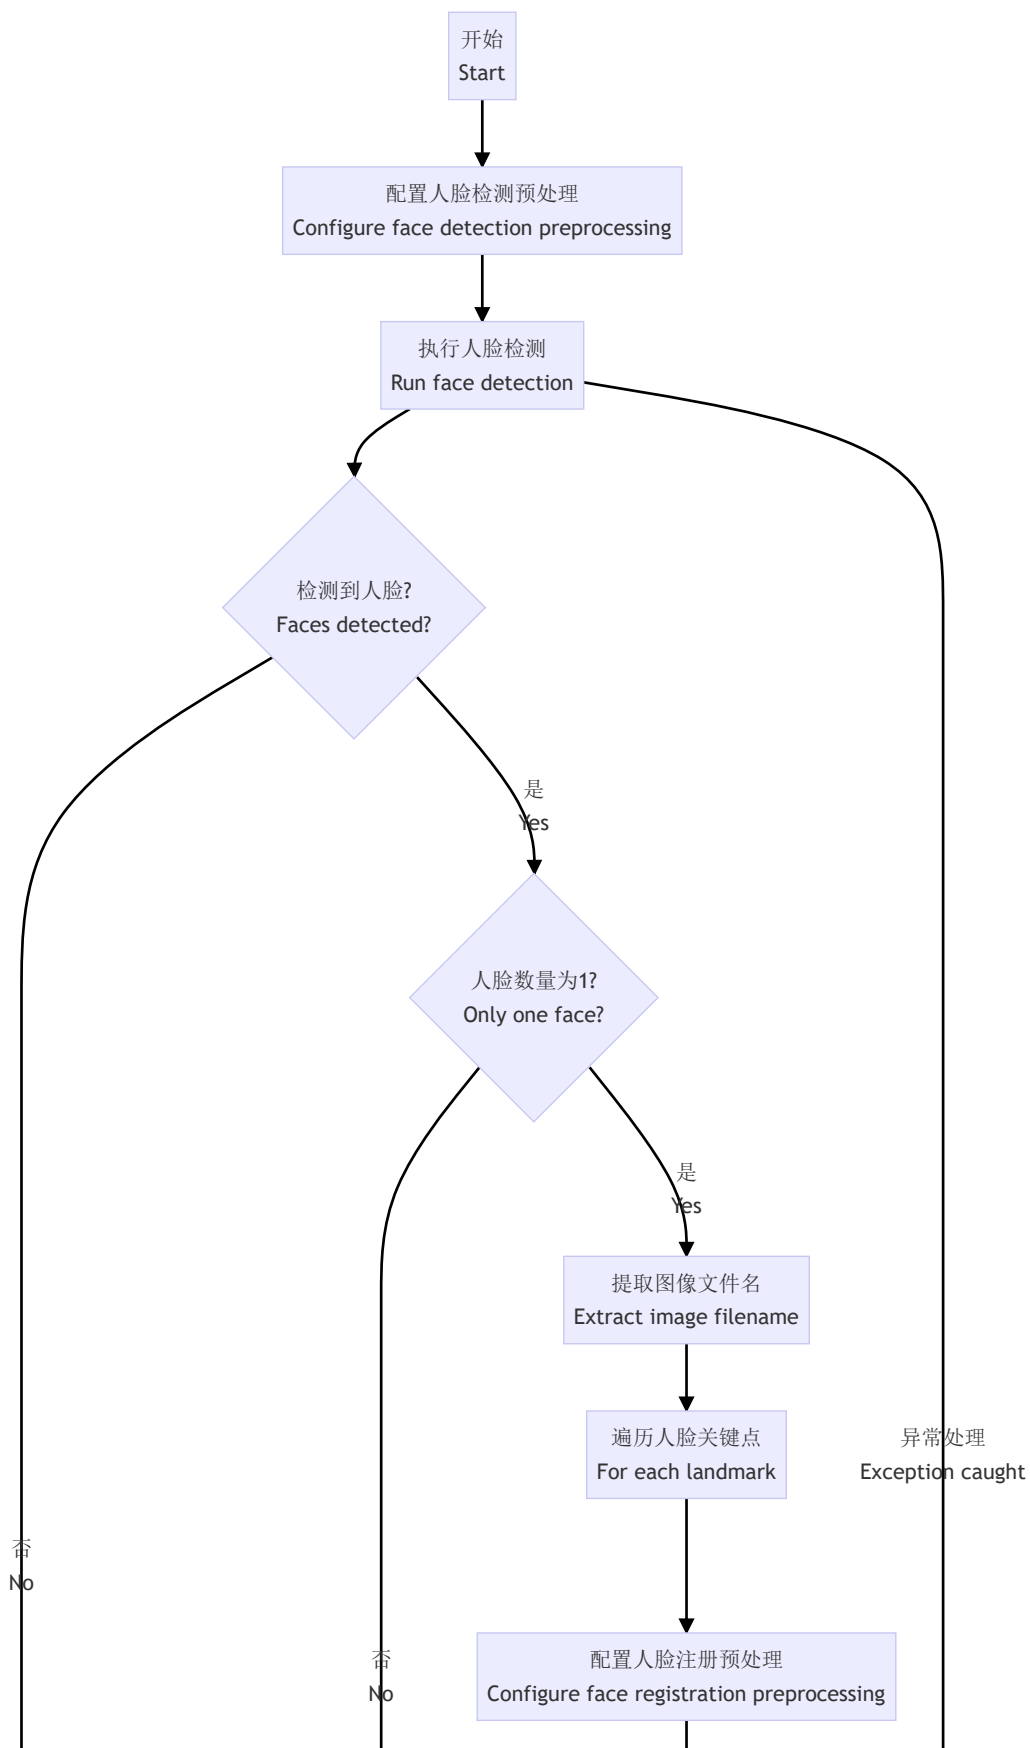 开始
Start
配置人脸检测预处理
Configure face detection preprocessing
执行人脸检测
Run face detection
检测到人脸?
Faces detected?
是
Yes
人脸数量为1?
Only one face?
是
Yes
提取图像文件名
Extract image filename
遍历人脸关键点
For each landmark
异常处理
Exception caught
否
No
否
No
配置人脸注册预处理
Configure face registration preprocessing